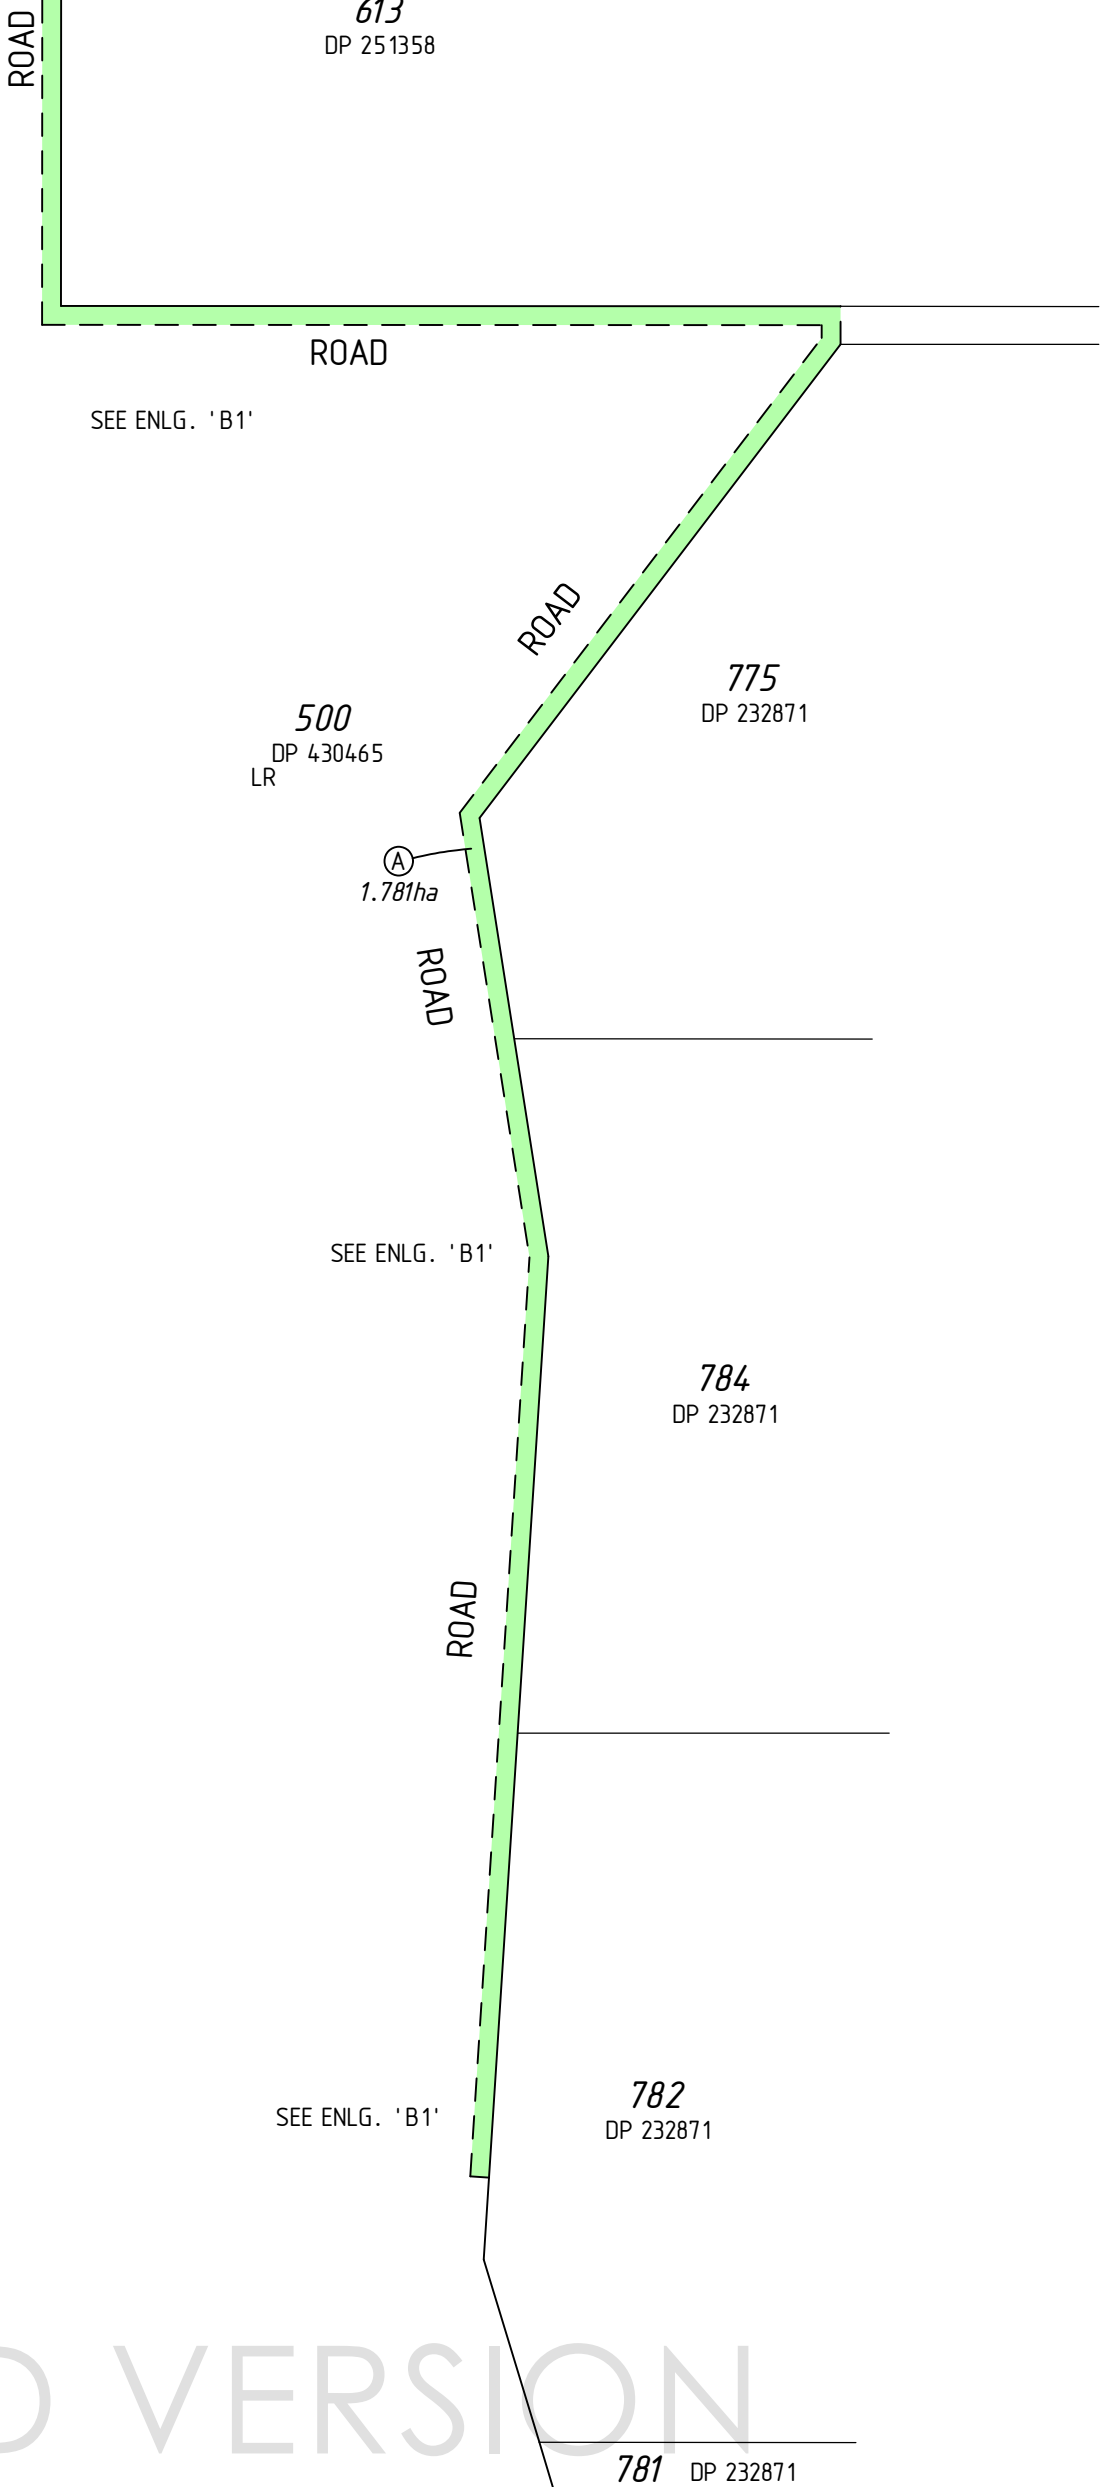 613
DP 251358
ROAD
ROAD
SEE ENLG. 'B1'
ROAD
775
DP 232871
500
DP 430465
LR
A
1.781ha
ROAD
SEE ENLG. 'B1'
784
DP 232871
ROAD
782
DP 232871
SEE ENLG. 'B1'
D VERSION
781 DP 232871